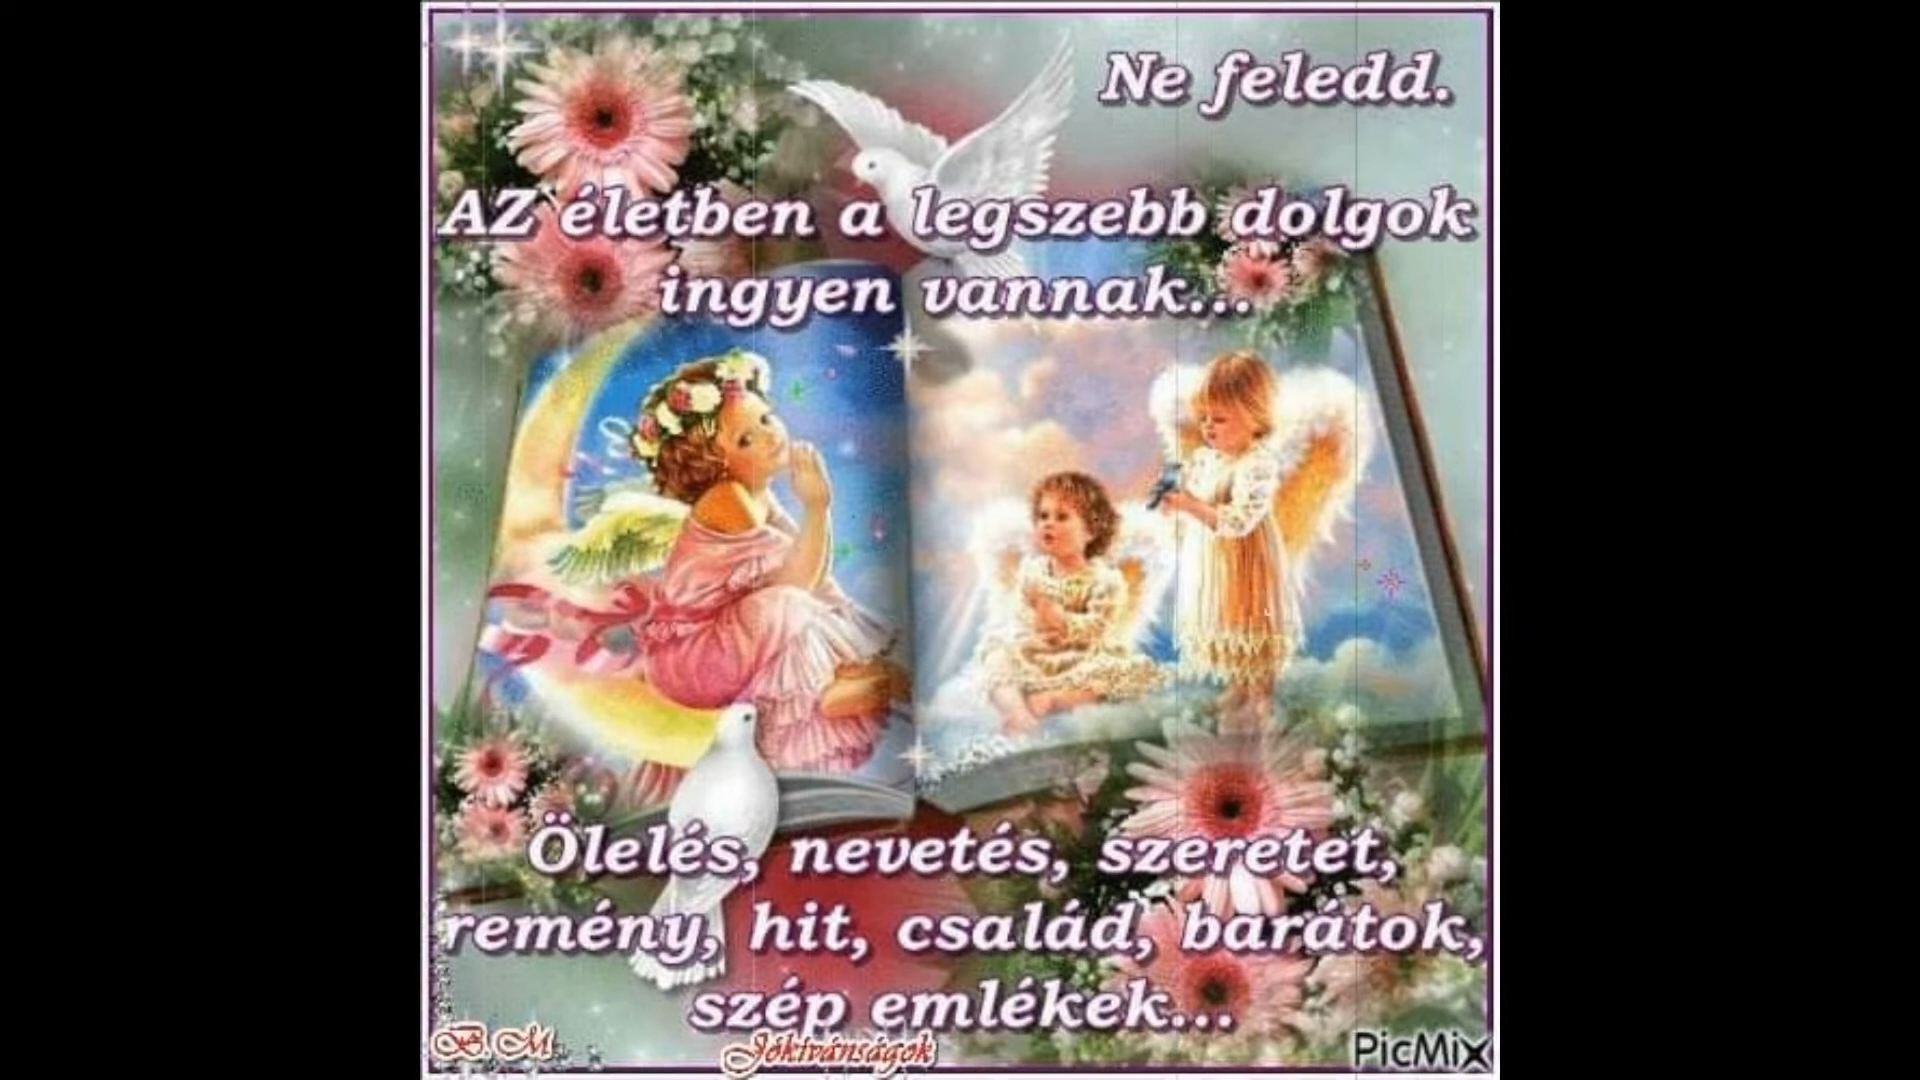 Ne feledd.
AZ életben a legszebb dolgok
ingyen vannak...
Ölelés, nevetés, szeretet,
remény, hit, család, barátok,
szép emlékek...
B. M
Jókívánságok
PicMix